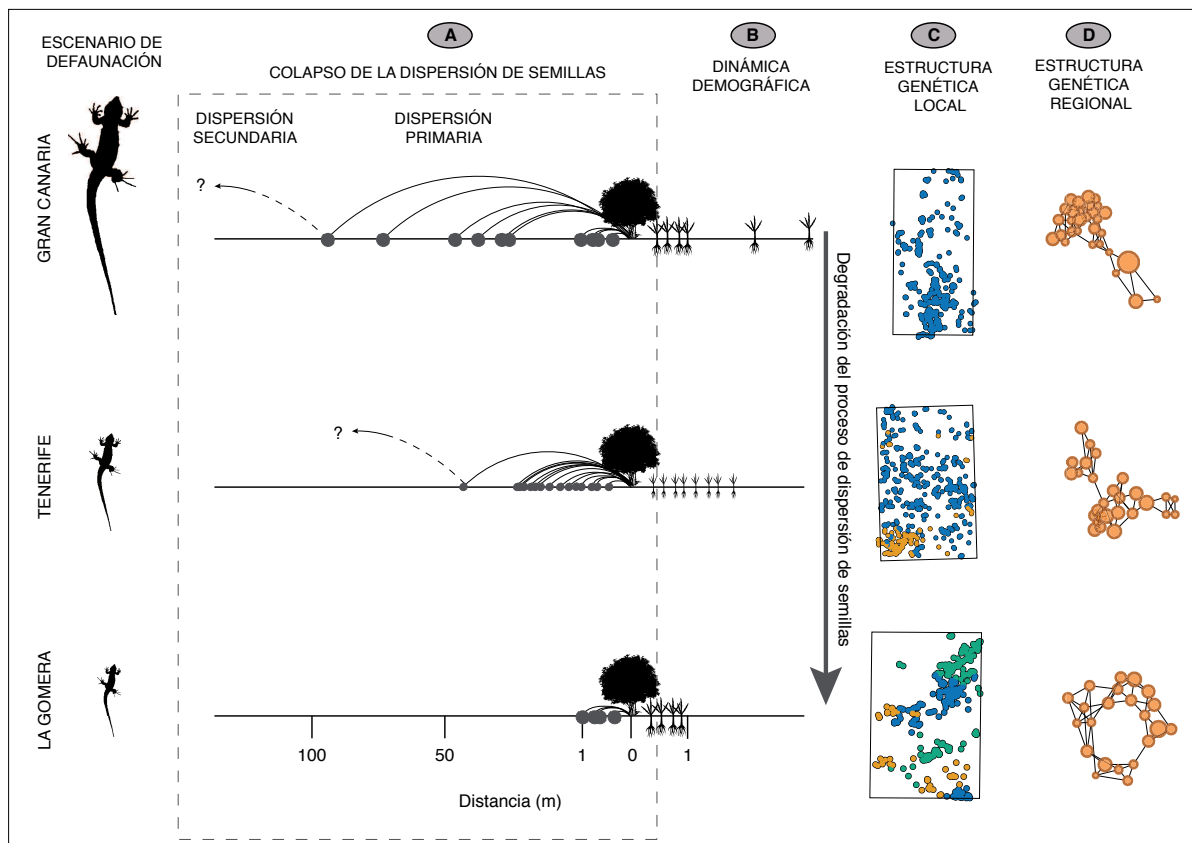 ESCENARIO DE
DEFAUNACIÓN
A
COLAPSO DE LA DISPERSIÓN DE SEMILLAS
B
DINÁMICA
DEMOGRÁFICA
C
ESTRUCTURA
GENÉTICA
LOCAL
D
ESTRUCTURA
GENÉTICA
REGIONAL
DISPERSIÓN
SECUNDARIA
DISPERSIÓN
PRIMARIA
GRAN CANARIA
?
TENERIFE
?
LA GOMERA
Degradación del proceso de dispersión de semillas
100 50 1 0 1
Distancia (m)